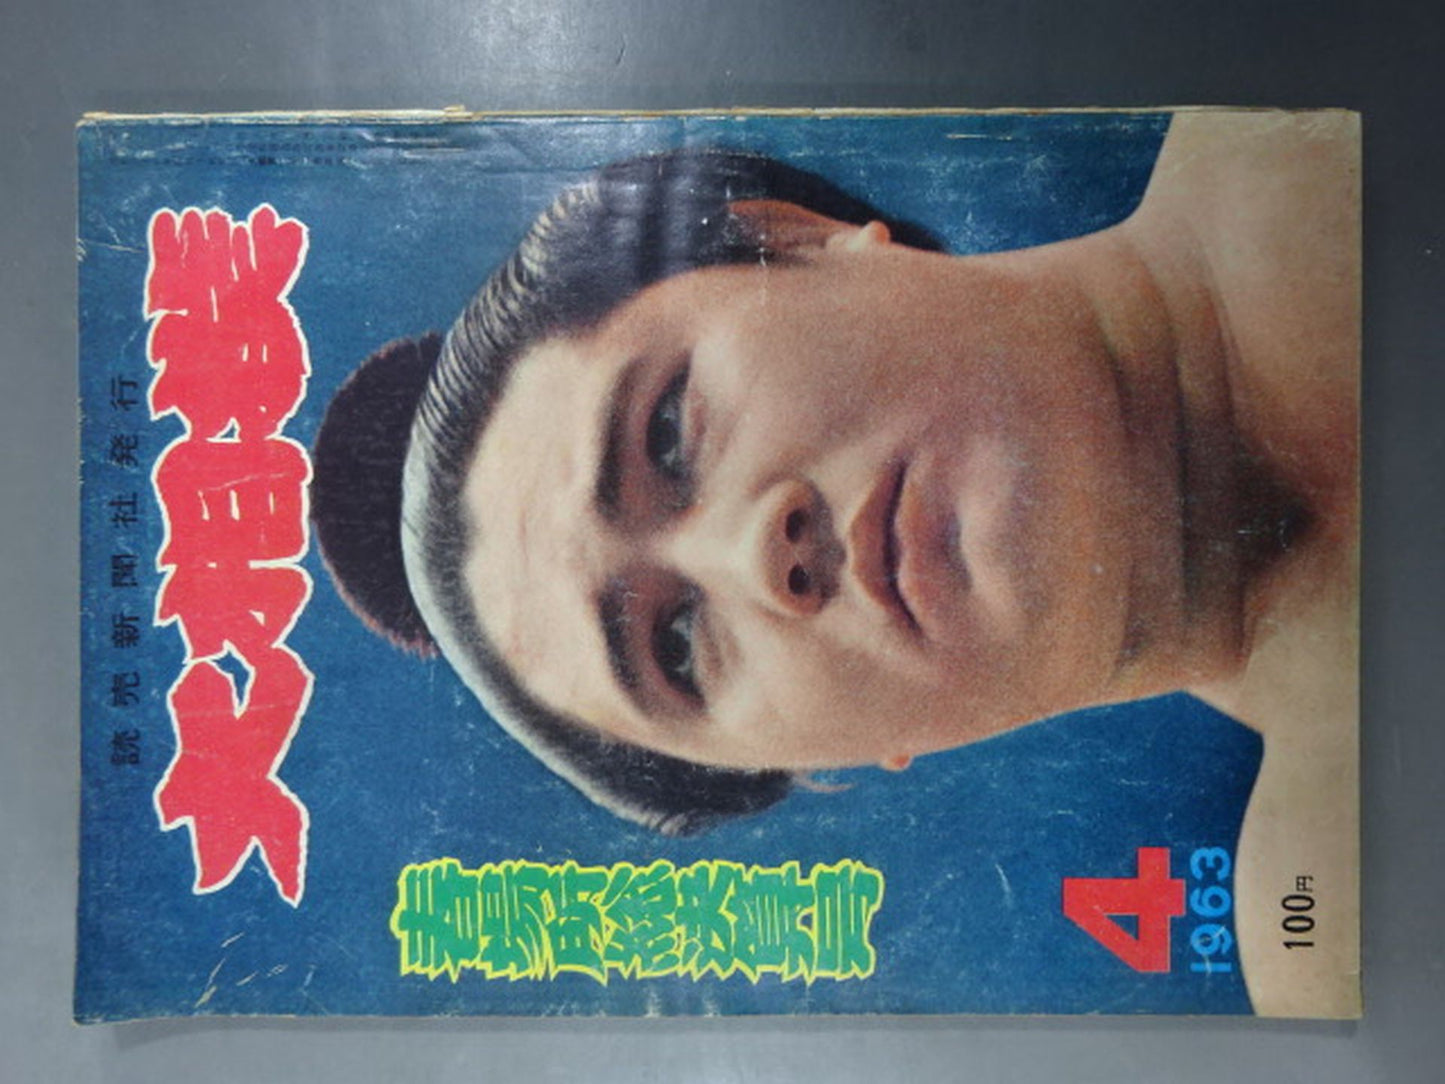 読売新聞社発行
大相撲
春場所総決算号
4
1963
100円